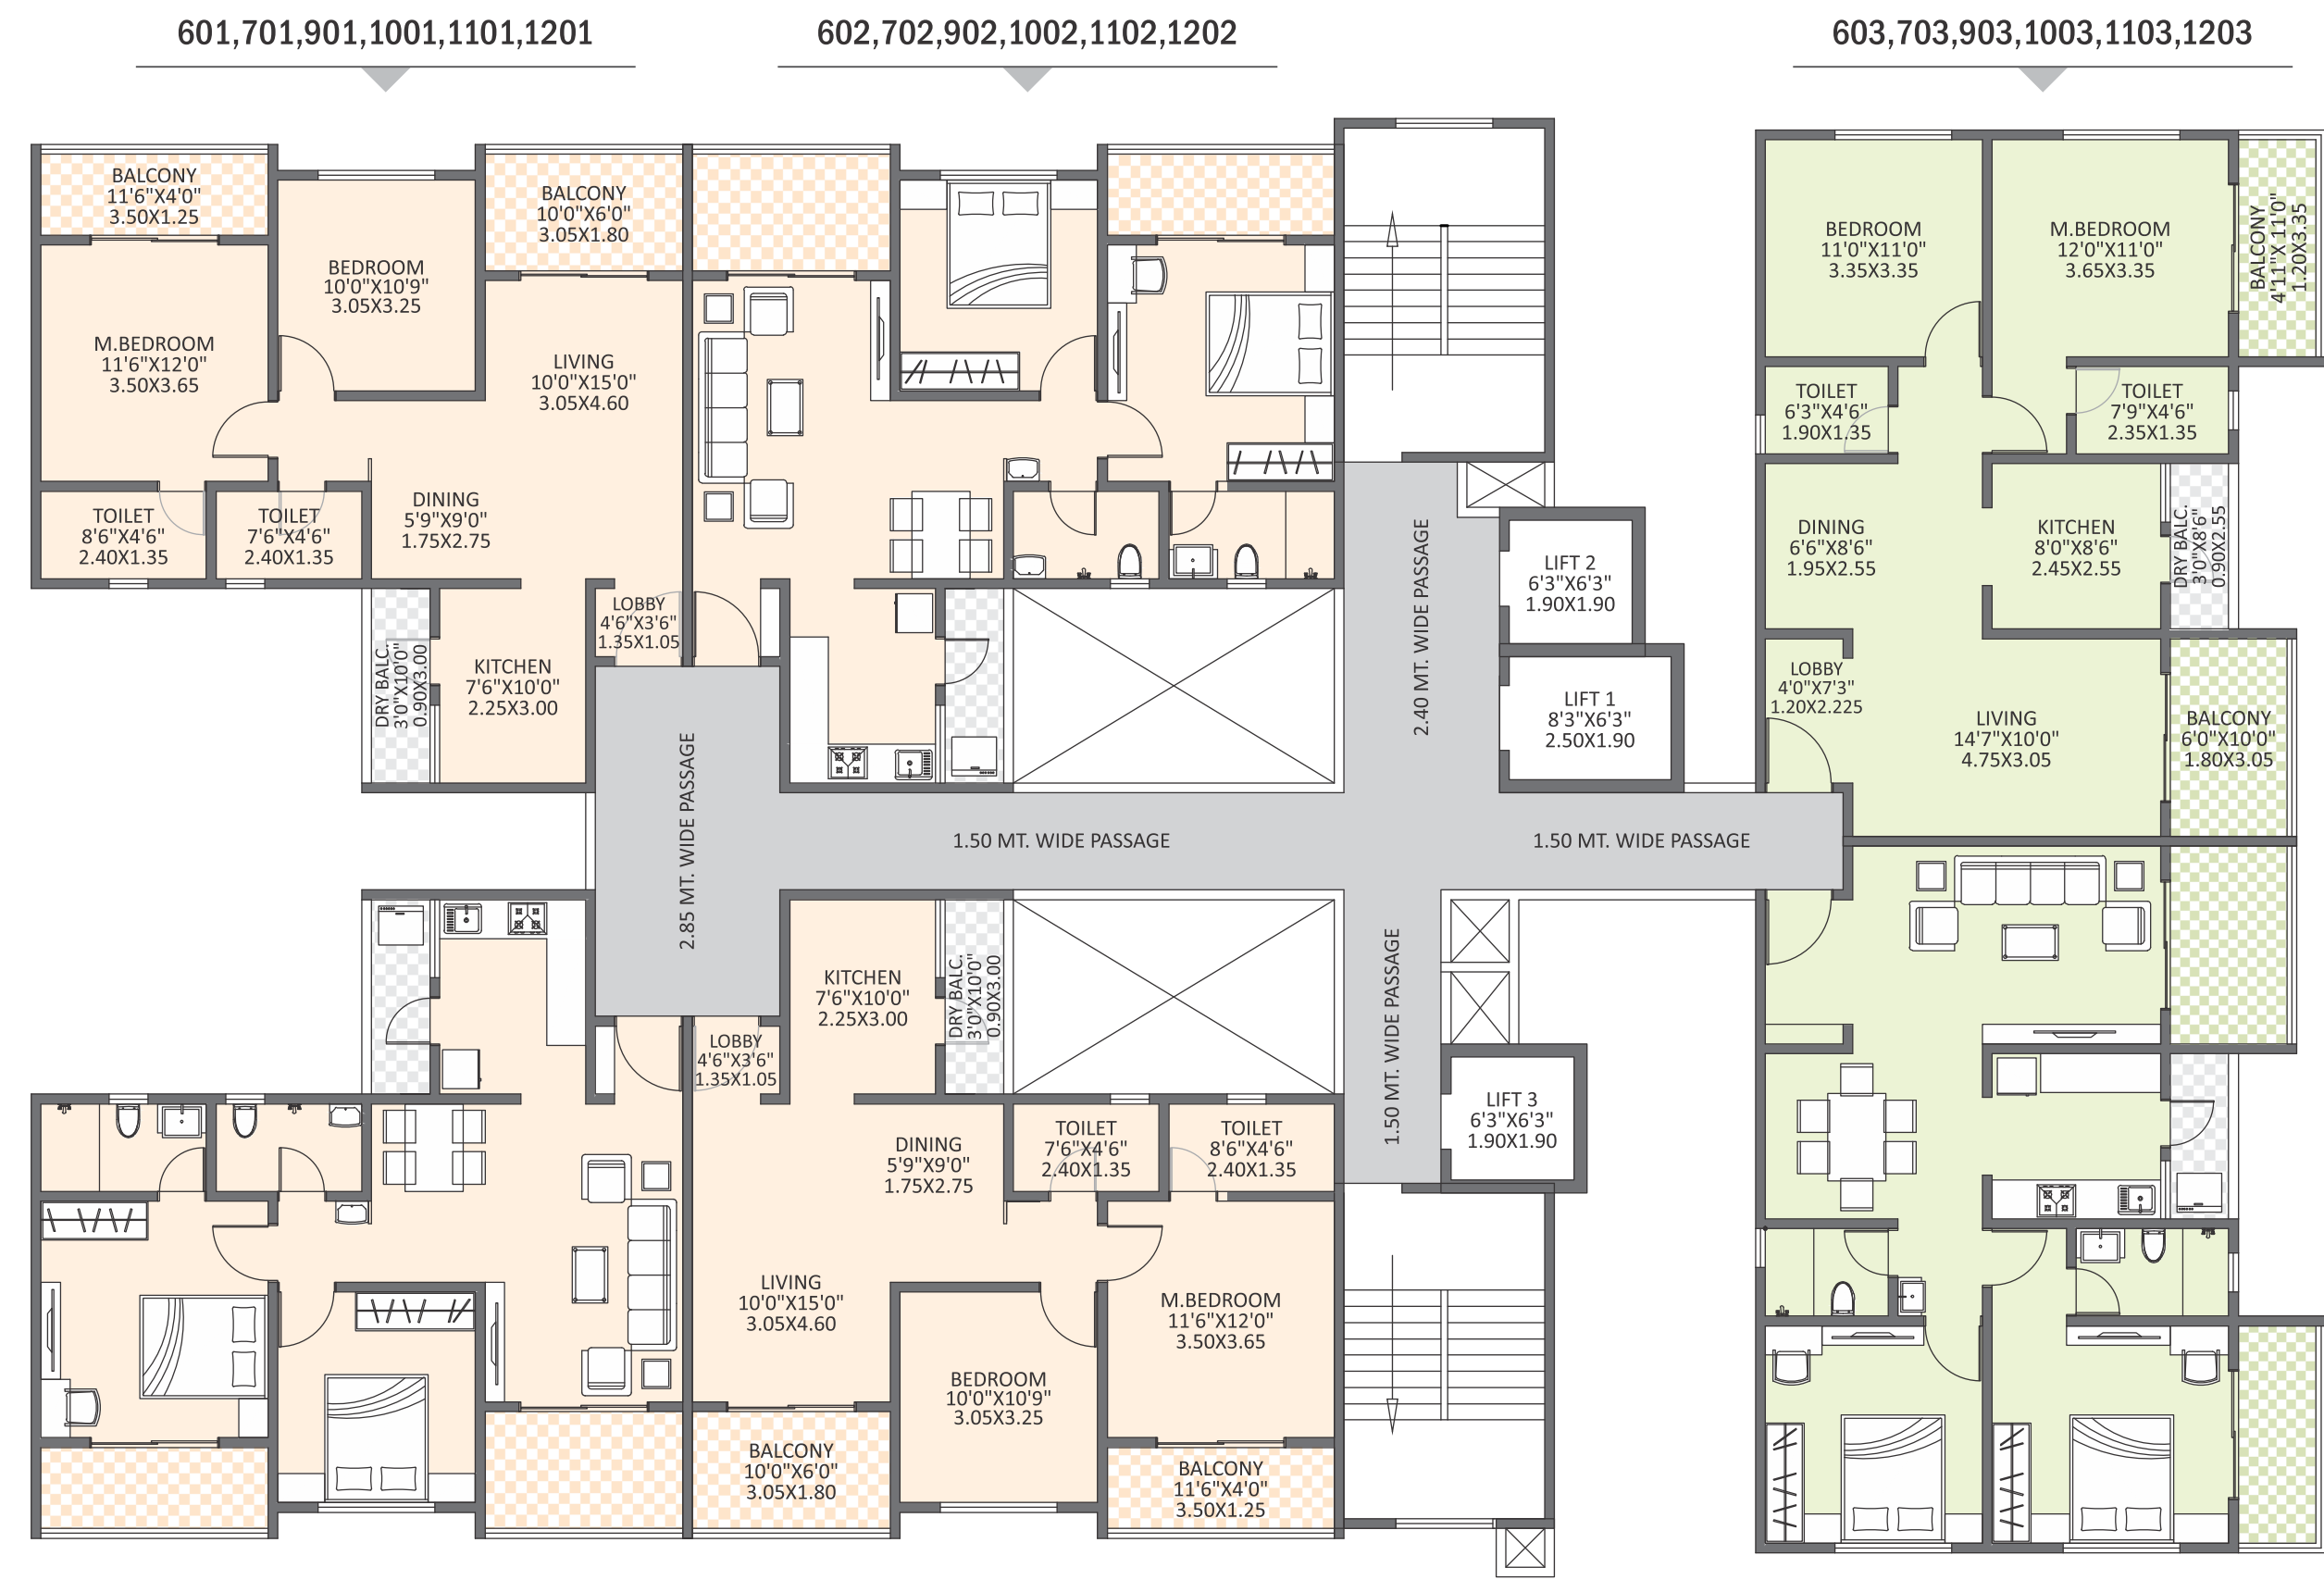 601,701,901,1001,1101,1201
602,702,902,1002,1102,1202
603,703,903,1003,1103,1203
BALCONY
11'6"X4'0"
3.50X1.25
BEDROOM
10'0"X10'9"
3.05X3.25
BALCONY
10'0"X6'0"
3.05X1.80
M.BEDROOM
11'6"X12'0"
3.50X3.65
LIVING
10'0"X15'0"
3.05X4.60
DINING
5'9"X9'0"
1.75X2.75
TOILET
8'6"X4'6"
2.40X1.35
TOILET
7'6"X4'6"
2.40X1.35
LOBBY
4'6"X3'6"
1.35X1.05
DRY BALC.
3'0"X10'0"
0.90X3.00
KITCHEN
7'6"X10'0"
2.25X3.00
2.85 MT. WIDE PASSAGE
1.50 MT. WIDE PASSAGE
2.40 MT. WIDE PASSAGE
LIFT 2
6'3"X6'3"
1.90X1.90
LIFT 1
8'3"X6'3"
2.50X1.90
1.50 MT. WIDE PASSAGE
BEDROOM
11'0"X11'0"
3.35X3.35
M.BEDROOM
12'0"X11'0"
3.65X3.35
BALCONY
4'11"X 11'0"
1.20X3.35
TOILET
6'3"X4'6"
1.90X1.35
TOILET
7'9"X4'6"
2.35X1.35
DINING
6'6"X8'6"
1.95X2.55
KITCHEN
8'0"X8'6"
2.45X2.55
DRY BALC.
3'0"X8'6"
0.90X2.55
LOBBY
4'0"X7'3"
1.20X2.225
LIVING
14'7"X10'0"
4.75X3.05
BALCONY
6'0"X10'0"
1.80X3.05
KITCHEN
7'6"X10'0"
2.25X3.00
DRY BALC.
3'0"X10'0"
0.90X3.00
LOBBY
4'6"X3'6"
1.35X1.05
1.50 MT. WIDE PASSAGE
LIFT 3
6'3"X6'3"
1.90X1.90
DINING
5'9"X9'0"
1.75X2.75
TOILET
7'6"X4'6"
2.40X1.35
TOILET
8'6"X4'6"
2.40X1.35
LIVING
10'0"X15'0"
3.05X4.60
M.BEDROOM
11'6"X12'0"
3.50X3.65
BEDROOM
10'0"X10'9"
3.05X3.25
BALCONY
10'0"X6'0"
3.05X1.80
BALCONY
11'6"X4'0"
3.50X1.25